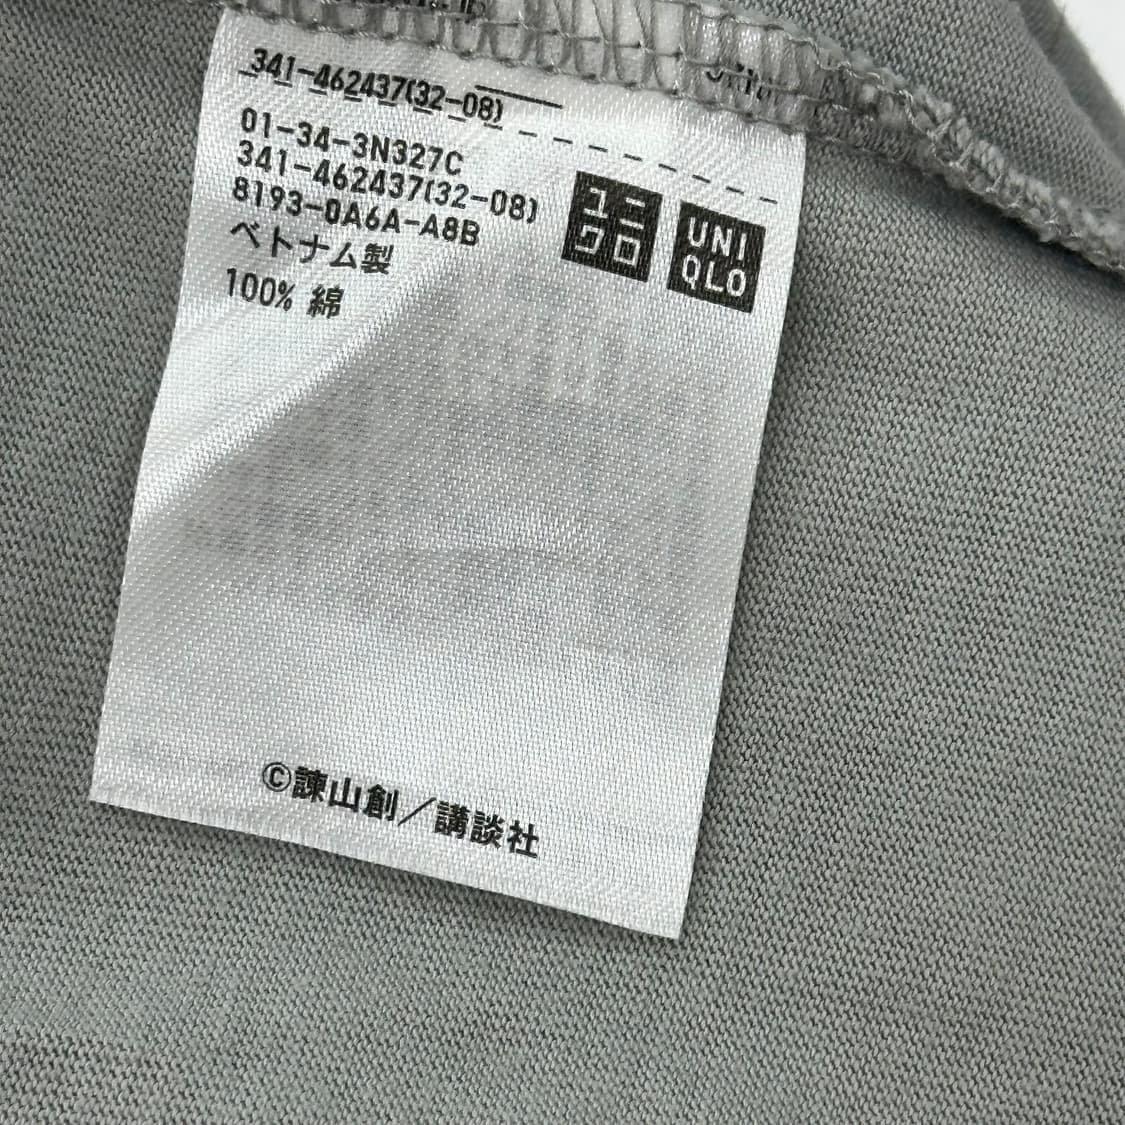 341-462437(32-08)
01-34-3N327C
341-462437(32-08)
8193-0A6A-A8B
ベトナム製
100% 綿
ユニ
クロ
UNI
QLO
©諫山創／講談社